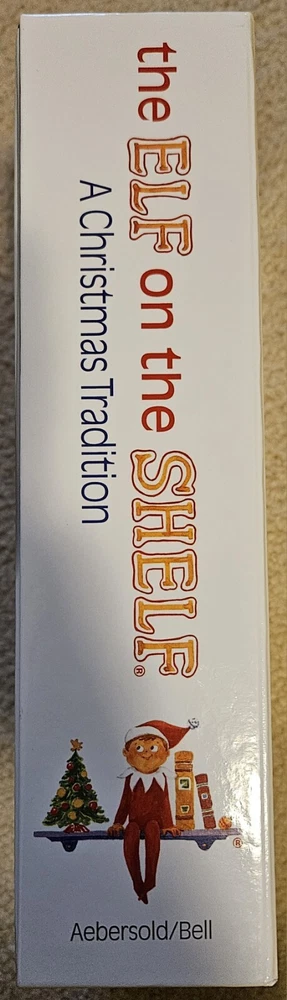 the ELF on the SHELF®
A Christmas Tradition
®
Aebersold/Bell